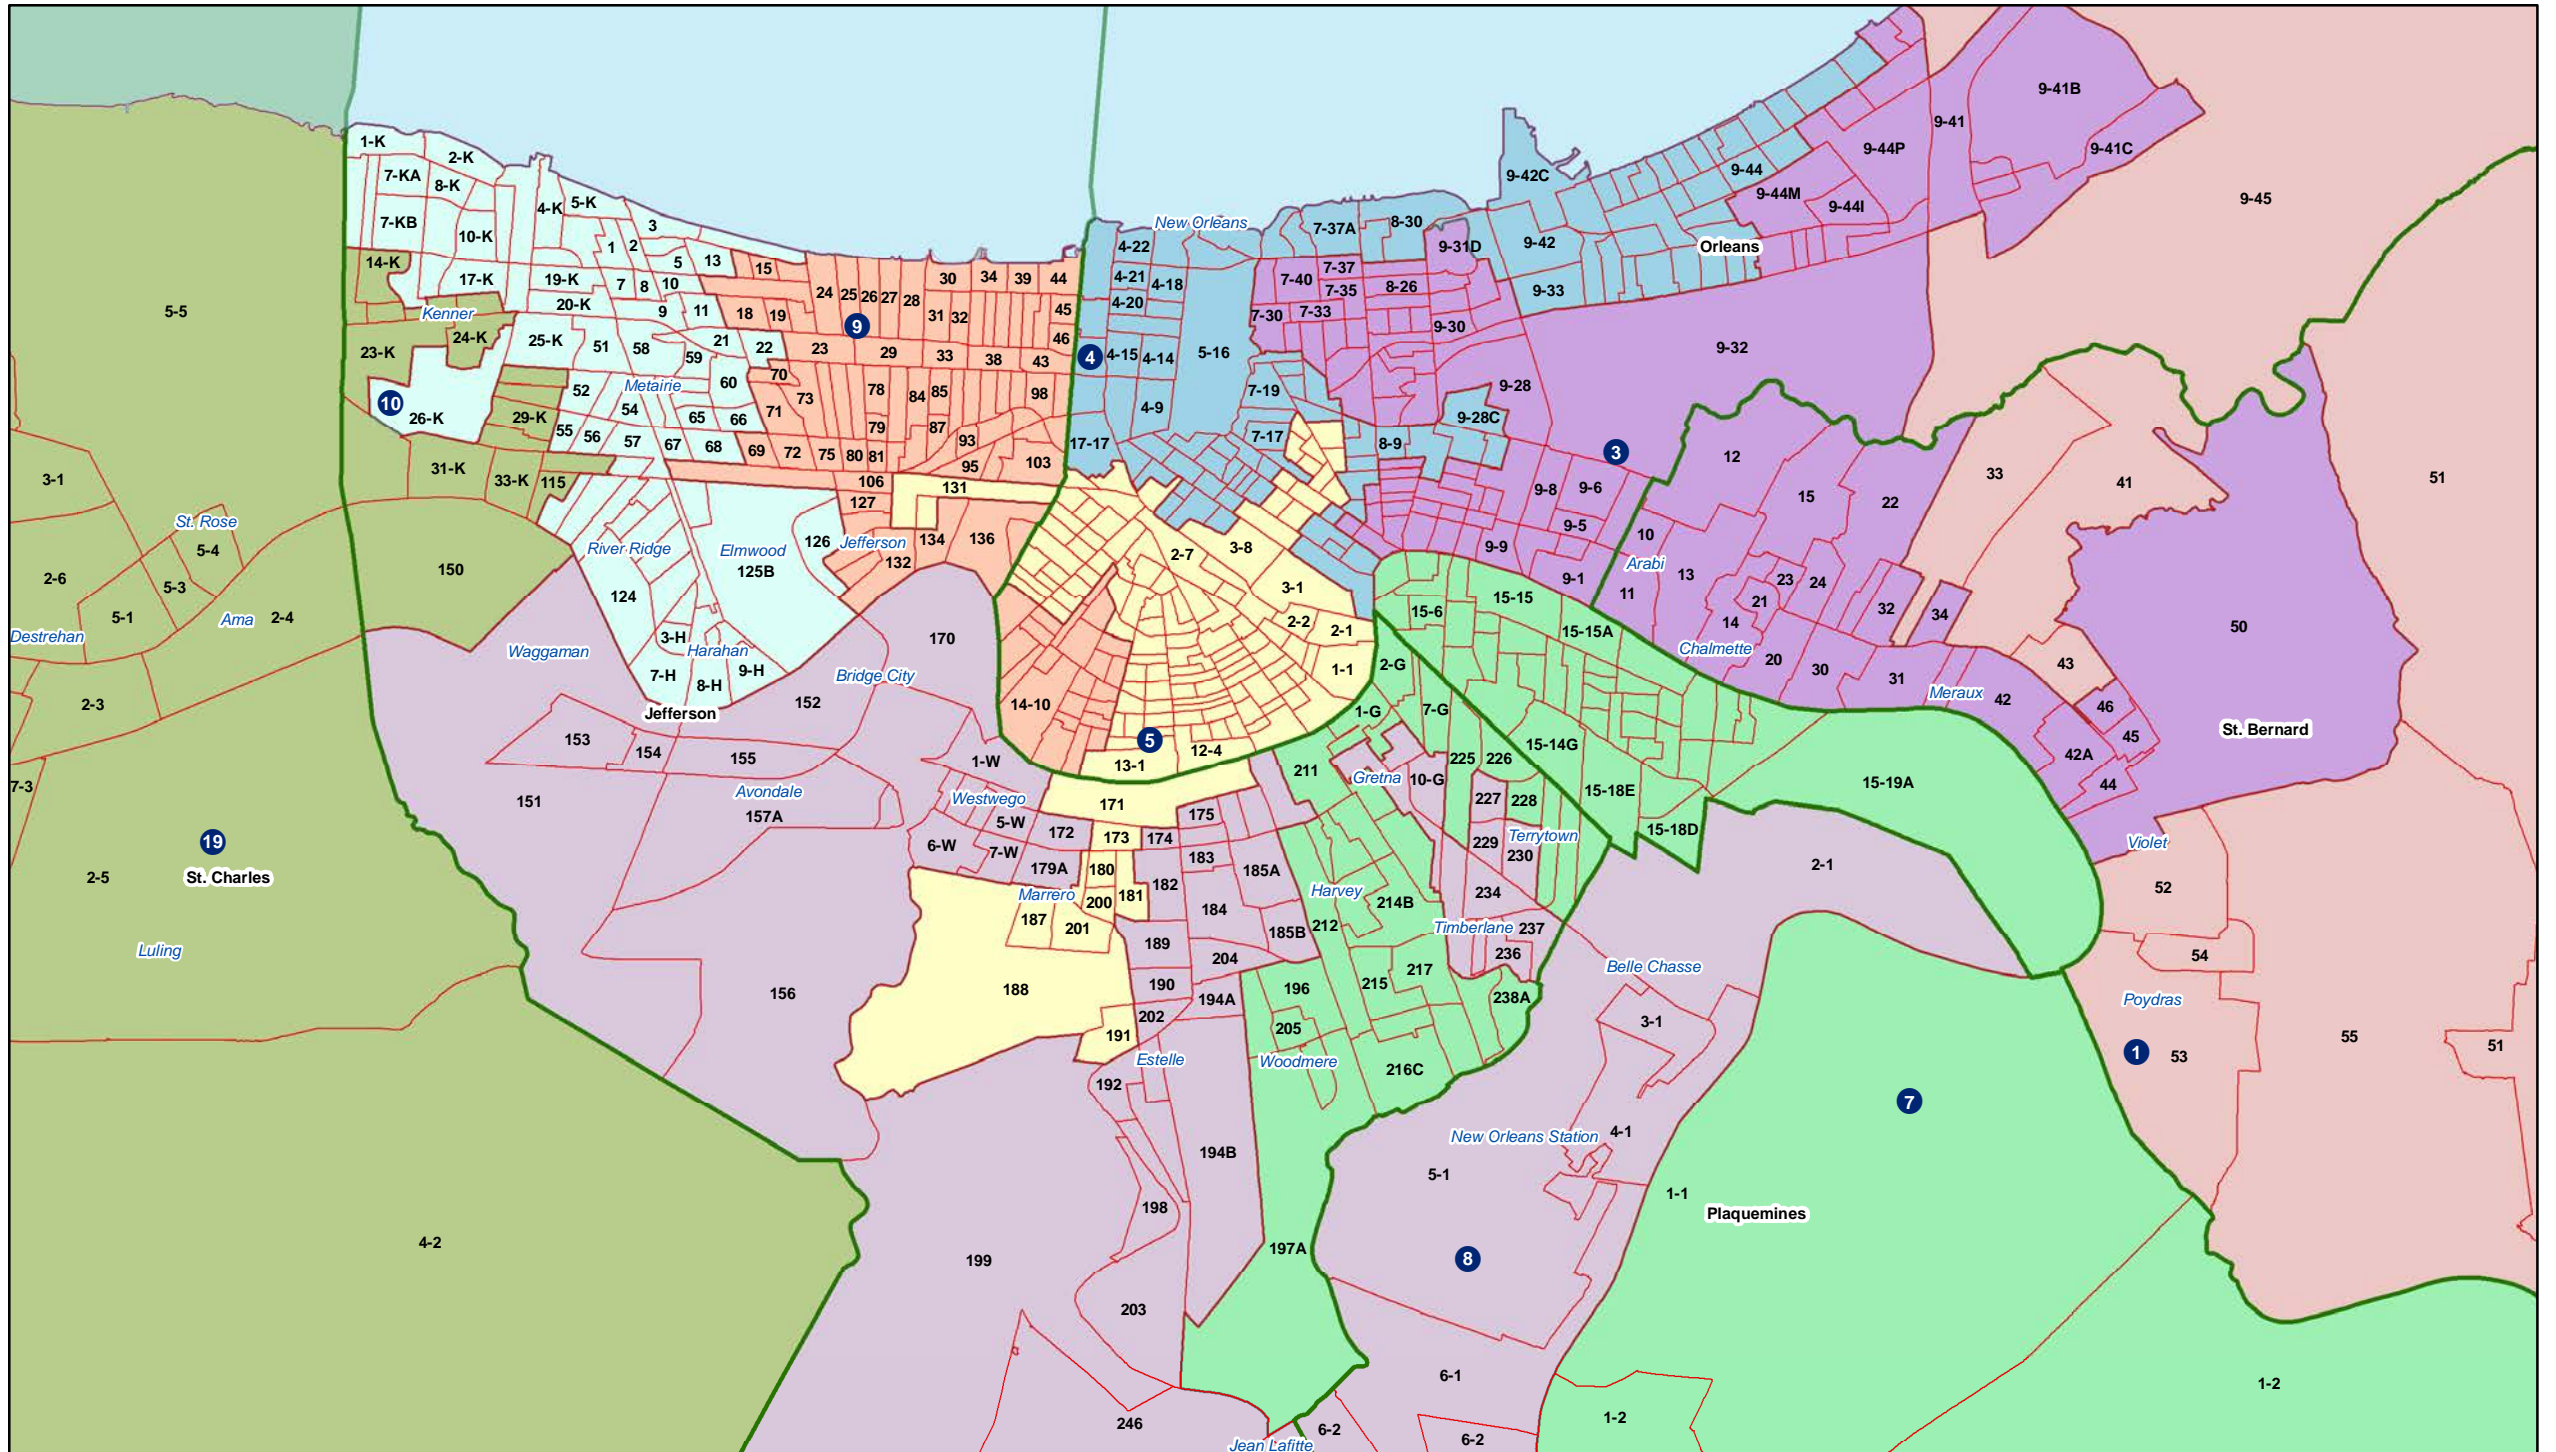 1-K
2-K
7-KA
8-K
4-K
5-K
7-KB
10-K
3
1
2
14-K
17-K
19-K
5
13
15
7
8
10
20-K
Kenner
9
11
18
19
24
25
26
27
28
30
34
39
44
31
32
45
46
9
23-K
24-K
25-K
51
58
59
21
22
23
29
33
38
43
10
26-K
29-K
52
Metairie
60
70
54
65
66
71
73
78
84
85
98
55
56
57
67
68
69
72
75
79
80
81
87
93
95
103
31-K
33-K
115
106
127
131
5-5
3-1
St. Rose
5-4
2-6
5-3
5-1
Ama
2-4
Destrehan
2-3
7-3
19
St. Charles
2-5
Luling
4-2
150
River Ridge
Elmwood
125B
126
Jefferson
132
134
136
124
3-H
Harahan
7-H
8-H
9-H
Jefferson
Waggaman
170
Bridge City
152
153
154
155
151
Avondale
157A
156
1-W
Westwego
5-W
6-W
7-W
172
179A
Marrero
171
173
174
175
180
181
182
183
184
185A
185B
187
200
201
188
189
190
191
202
204
194A
Estelle
192
194B
198
199
203
246
New Orleans
4-22
4-21
4-18
4-20
4
4-15
4-14
5-16
4-9
17-17
7-37A
8-30
9-31D
7-37
7-40
7-35
8-26
7-30
7-33
9-30
7-19
7-17
8-9
9-28
9-28C
9-42C
9-42
9-33
9-44
9-44P
9-44M
9-44I
Orleans
9-41
9-41B
9-41C
9-45
9-32
3
9-8
9-6
9-5
9-9
9-1
2-7
3-8
3-1
2-2
2-1
1-1
14-10
5
13-1
12-4
12
15
22
10
Arabi
11
13
23
24
21
14
Chalmette
20
30
31
32
34
Meraux
42
33
41
51
50
43
46
45
42A
44
St. Bernard
Violet
52
54
Poydras
1
53
55
51
15-6
15-15
15-15A
2-G
1-G
7-G
15-14G
15-18E
15-18D
15-19A
211
Gretna
10-G
225
226
227
228
Terrytown
229
230
234
Harvey
214B
212
Timberlane
237
236
215
217
238A
196
205
Woodmere
216C
197A
2-1
Belle Chasse
3-1
New Orleans Station
4-1
5-1
8
7
1-1
Plaquemines
6-1
6-2
6-2
1-2
1-2
Jean Lafitte